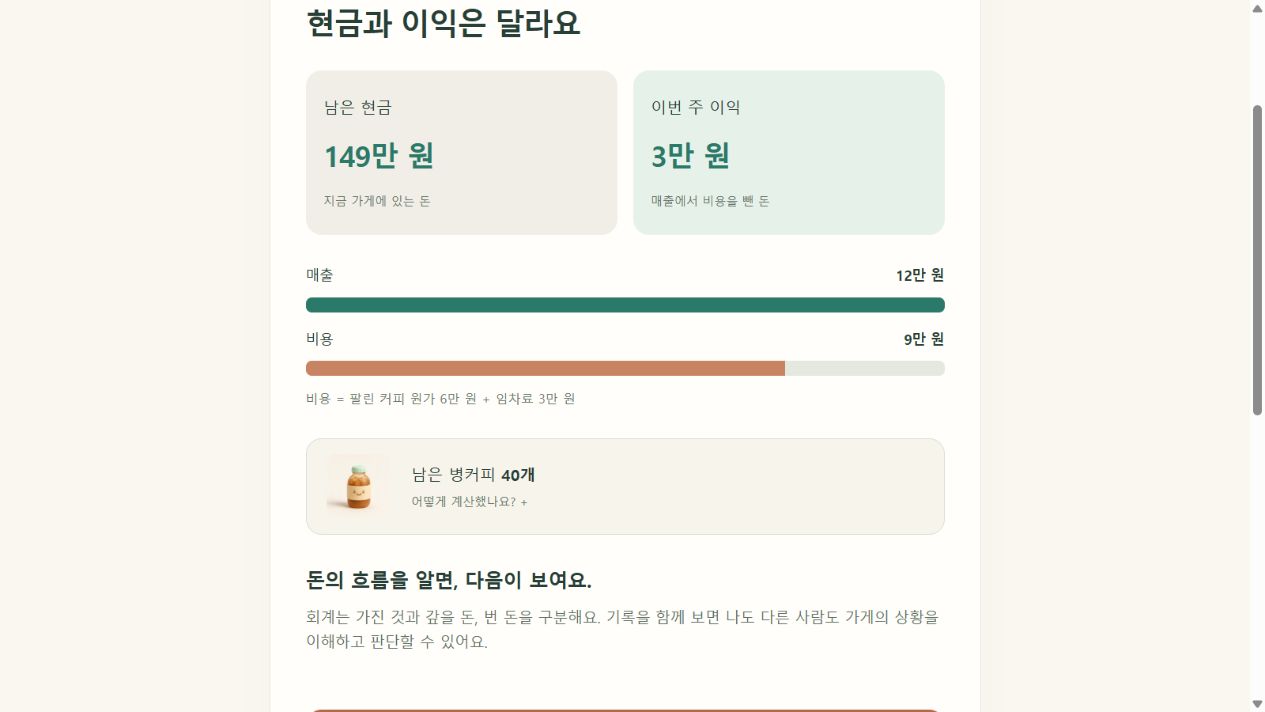 현금과 이익은 달라요
남은 현금
149만 원
지금 가게에 있는 돈
이번 주 이익
3만 원
매출에서 비용을 뺀 돈
매출
12만 원
비용
9만 원
비용 = 팔린 커피 원가 6만 원 + 임차료 3만 원
남은 병커피 40개
어떻게 계산했나요? +
돈의 흐름을 알면, 다음이 보여요.
회계는 가진 것과 갚을 돈, 번 돈을 구분해요. 기록을 함께 보면 나도 다른 사람도 가게의 상황을
이해하고 판단할 수 있어요.